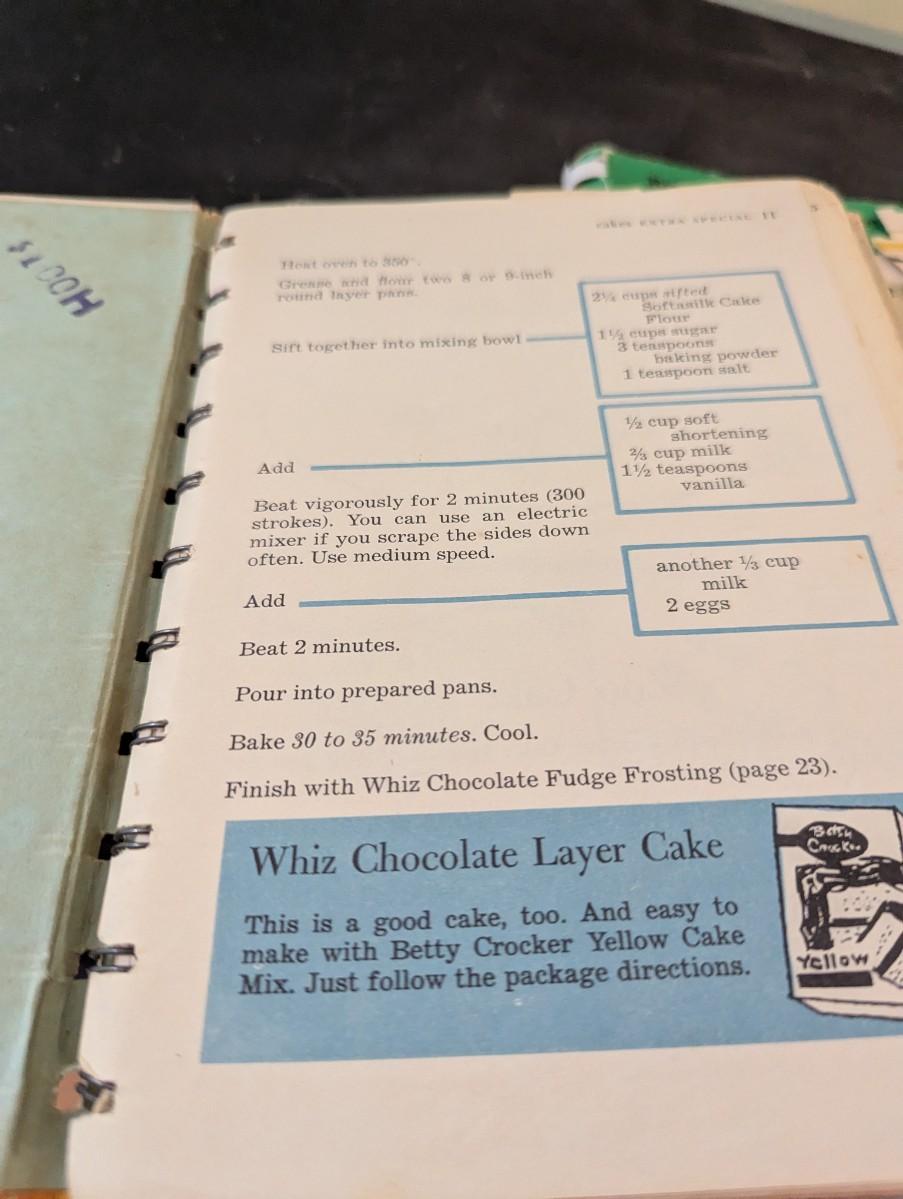 cakes EXTRA SPECIAL 11
Heat oven to 350°.
Grease and flour two 8 or 9-inch
round layer pans.
Sift together into mixing bowl
2¼ cups sifted
Softasilk Cake
Flour
1½ cups sugar
3 teaspoons
baking powder
1 teaspoon salt
Add
½ cup soft
shortening
⅔ cup milk
1½ teaspoons
vanilla
Beat vigorously for 2 minutes (300
strokes). You can use an electric
mixer if you scrape the sides down
often. Use medium speed.
Add
another ⅓ cup
milk
2 eggs
Beat 2 minutes.
Pour into prepared pans.
Bake 30 to 35 minutes. Cool.
Finish with Whiz Chocolate Fudge Frosting (page 23).
Whiz Chocolate Layer Cake
This is a good cake, too. And easy to
make with Betty Crocker Yellow Cake
Mix. Just follow the package directions.
Betty
Crocker
Yellow